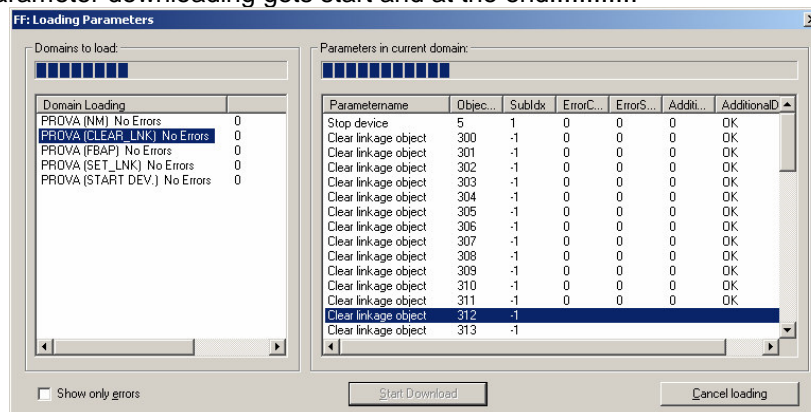 arameter downloading gets start and at the end............
FF: Loading Parameters
Domains to load:
Domain Loading
PROVA (NM) No Errors 0
PROVA (CLEAR_LNK) No Errors 0
PROVA (FBAP) No Errors 0
PROVA (SET_LNK) No Errors 0
PROVA (START DEV.) No Errors 0
Show only errors
Parameters in current domain:
Parametername Objec... SubIdx ErrorC... ErrorS... Additi... AdditionalD
Stop device 5 1 0 0 0 OK
Clear linkage object 300 -1 0 0 0 OK
Clear linkage object 301 -1 0 0 0 OK
Clear linkage object 302 -1 0 0 0 OK
Clear linkage object 303 -1 0 0 0 OK
Clear linkage object 304 -1 0 0 0 OK
Clear linkage object 305 -1 0 0 0 OK
Clear linkage object 306 -1 0 0 0 OK
Clear linkage object 307 -1 0 0 0 OK
Clear linkage object 308 -1 0 0 0 OK
Clear linkage object 309 -1 0 0 0 OK
Clear linkage object 310 -1 0 0 0 OK
Clear linkage object 311 -1 0 0 0 OK
Clear linkage object 312 -1
Clear linkage object 313 -1
Start Download
Cancel loading